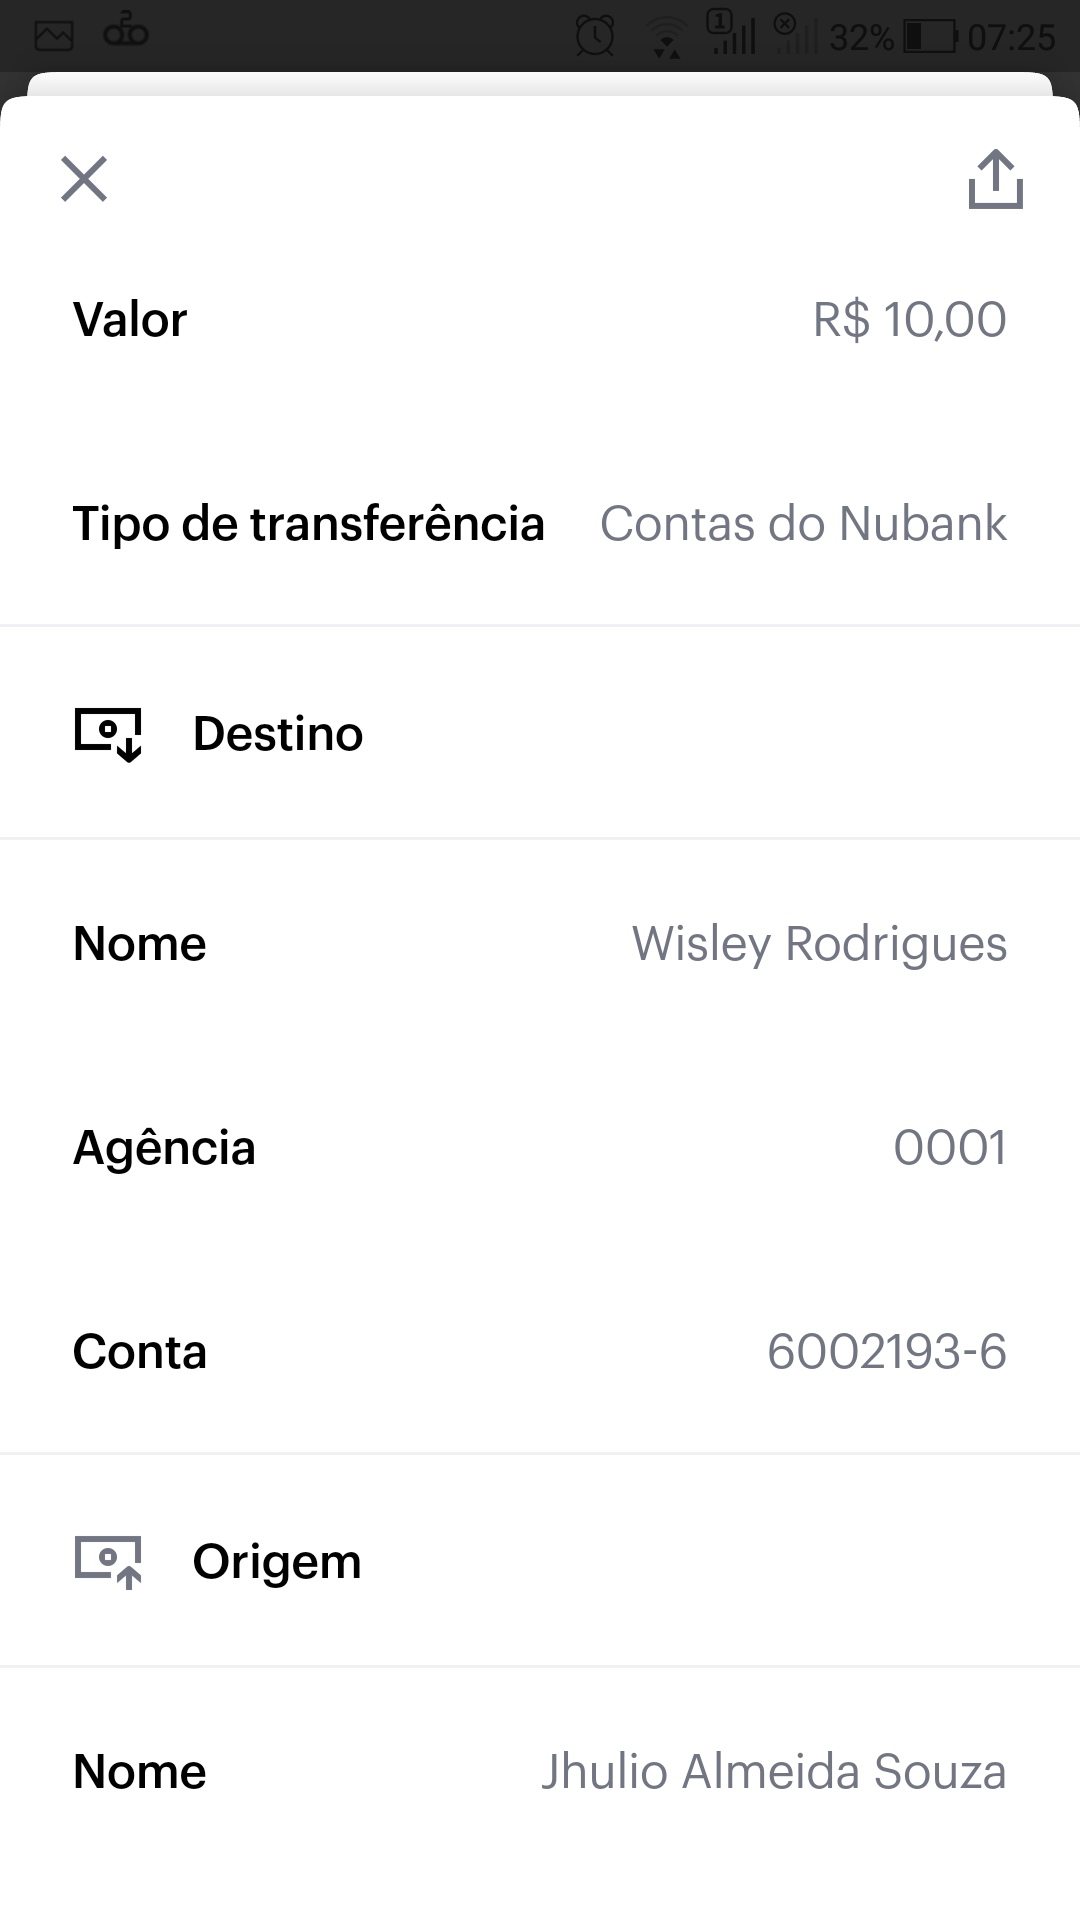 1 32% 07:25
Valor R$ 10,00
Tipo de transferência Contas do Nubank
Destino
Nome Wisley Rodrigues
Agência 0001
Conta 6002193-6
Origem
Nome Jhulio Almeida Souza